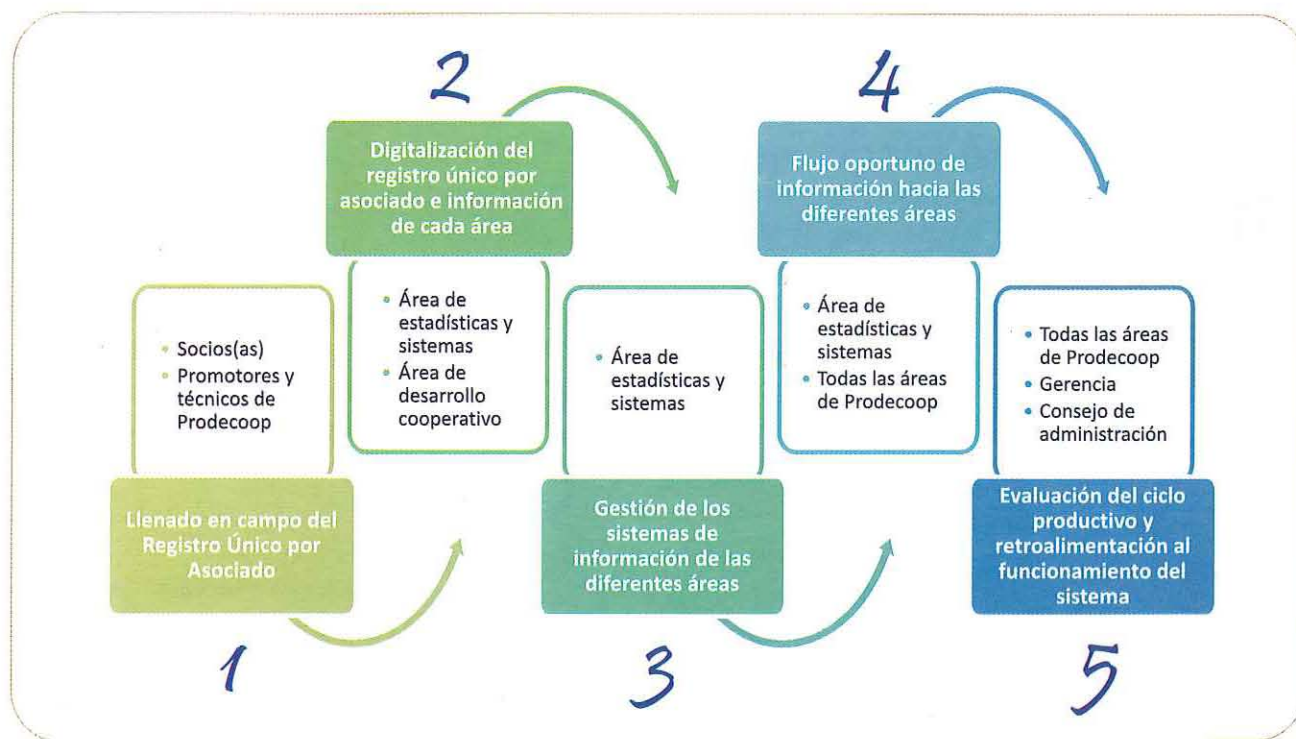 1
• Socios(as)
• Promotores y
técnicos de
Prodecoop
Llenado en campo del
Registro Único por
Asociado
2
Digitalización del
registro único por
asociado e información
de cada área
• Área de
estadísticas y
sistemas
• Área de
desarrollo
cooperativo
3
• Área de
estadísticas y
sistemas
Gestión de los
sistemas de
información de las
diferentes áreas
4
Flujo oportuno de
información hacia las
diferentes áreas
• Área de
estadísticas y
sistemas
• Todas las áreas
de Prodecoop
5
• Todas las áreas
de Prodecoop
• Gerencia
• Consejo de
administración
Evaluación del ciclo
productivo y
retroalimentación al
funcionamiento del
sistema